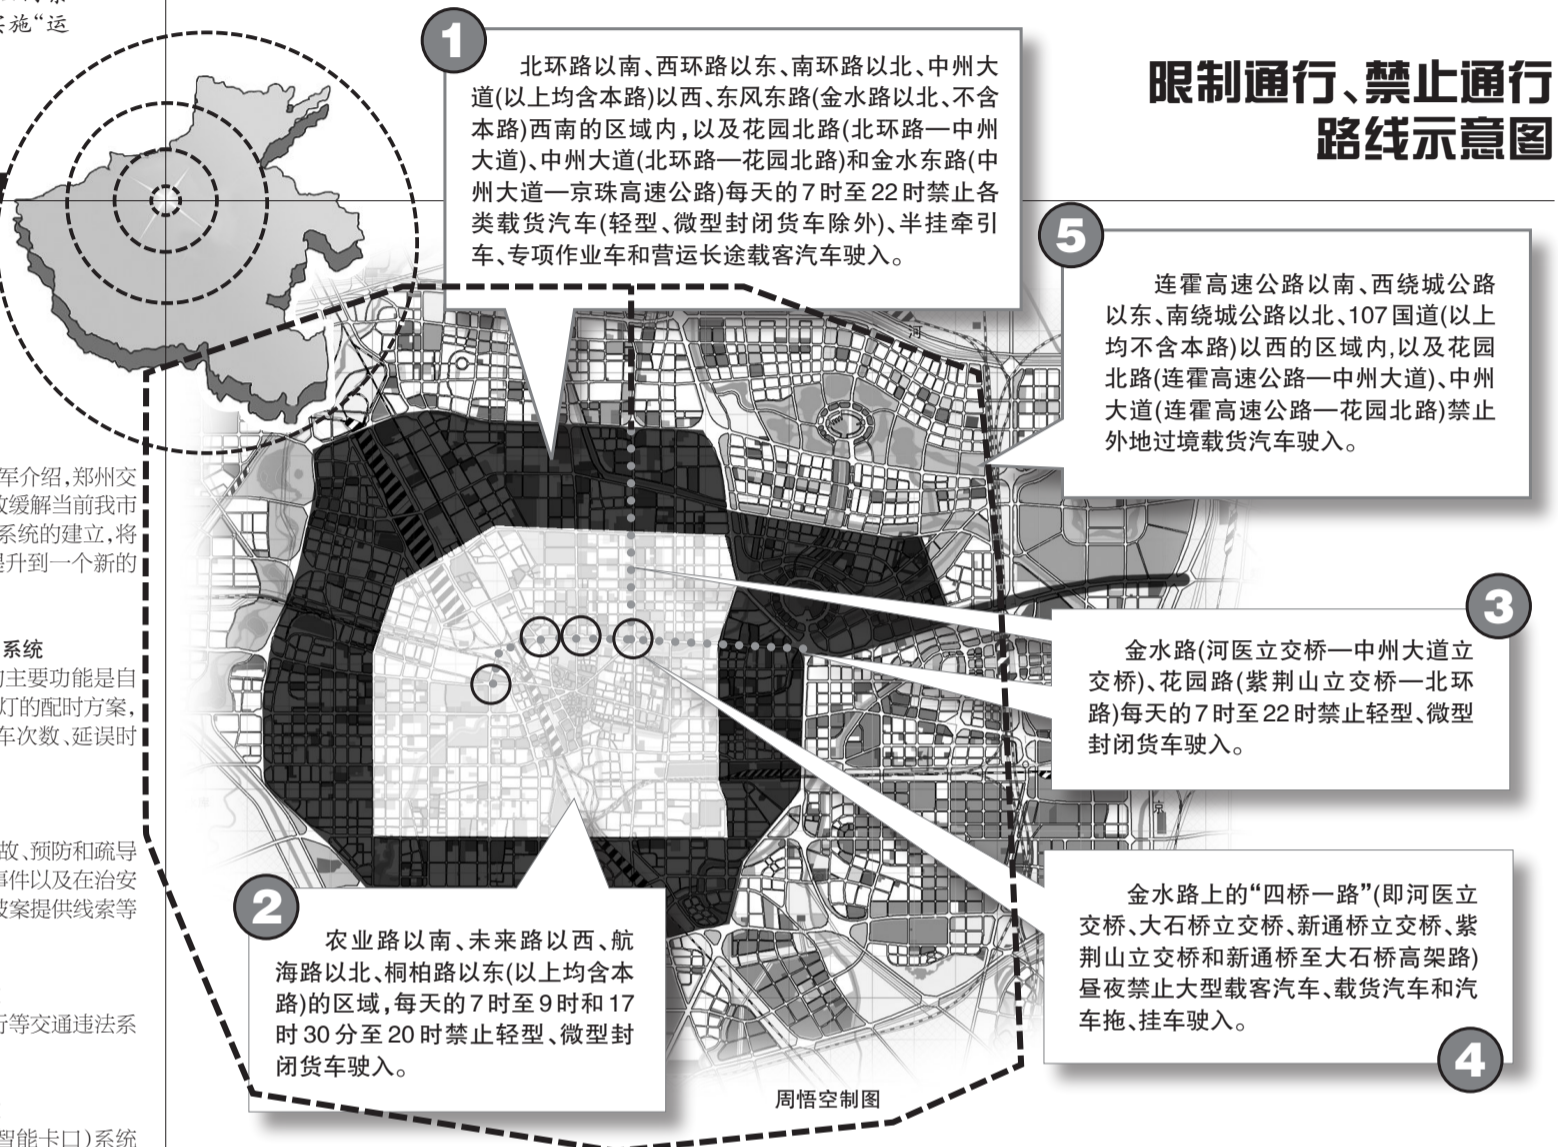 实施“运
军介绍,郑州交
效缓解当前我市
系统的建立,将
提升到一个新的
系统
的主要功能是自
灯的配时方案,
车次数、延误时
故、预防和疏导
事件以及在治安
破案提供线索等
行等交通违法系
智能卡口)系统
限制通行、禁止通行
路线示意图
1
北环路以南、西环路以东、南环路以北、中州大
道(以上均含本路)以西、东风东路(金水路以北、不含
本路)西南的区域内,以及花园北路(北环路—中州
大道)、中州大道(北环路—花园北路)和金水东路(中
州大道—京珠高速公路)每天的7时至22时禁止各
类载货汽车(轻型、微型封闭货车除外)、半挂牵引
车、专项作业车和营运长途载客汽车驶入。
5
连霍高速公路以南、西绕城公路
以东、南绕城公路以北、107国道(以上
均不含本路)以西的区域内,以及花园
北路(连霍高速公路—中州大道)、中州
大道(连霍高速公路—花园北路)禁止
外地过境载货汽车驶入。
河
3
金水路(河医立交桥—中州大道立
交桥)、花园路(紫荆山立交桥—北环
路)每天的7时至22时禁止轻型、微型
封闭货车驶入。
京
2
农业路以南、未来路以西、航
海路以北、桐柏路以东(以上均含本
路)的区域,每天的7时至9时和17
时30分至20时禁止轻型、微型封
闭货车驶入。
金水路上的“四桥一路”(即河医立
交桥、大石桥立交桥、新通桥立交桥、紫
荆山立交桥和新通桥至大石桥高架路)
昼夜禁止大型载客汽车、载货汽车和汽
车拖、挂车驶入。
4
周悟空制图